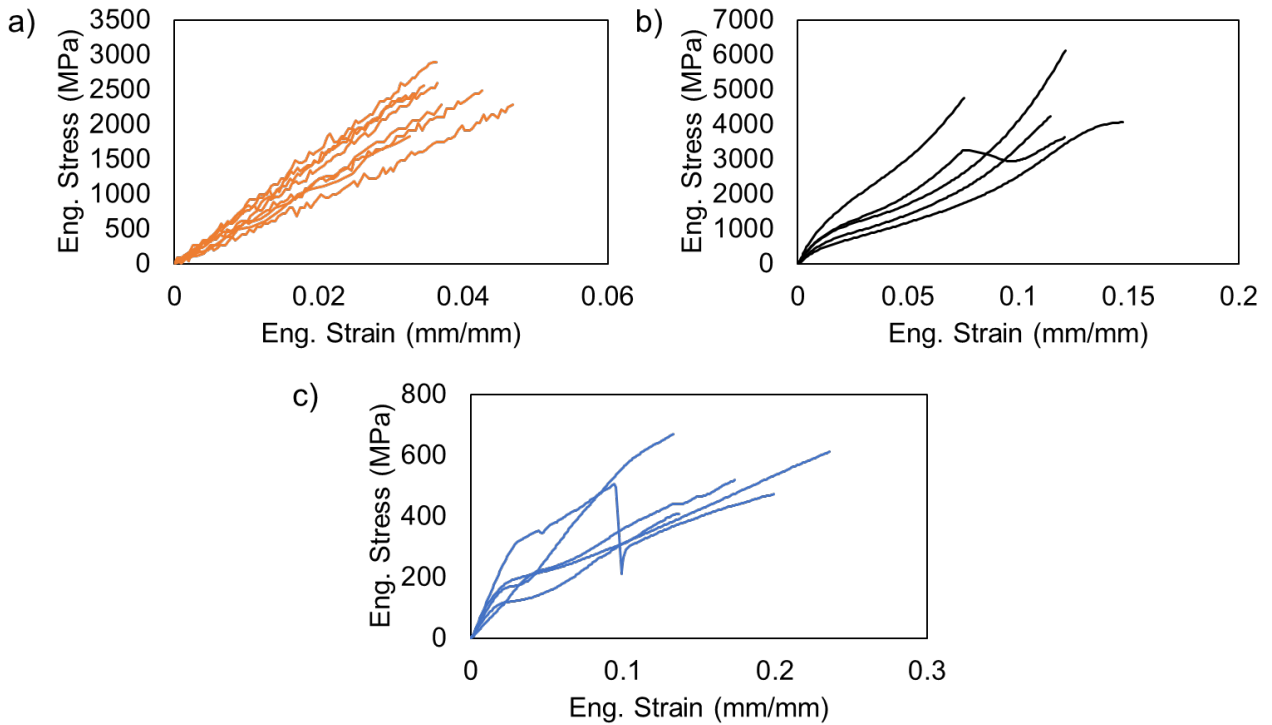 a)
3500
3000
2500
2000
1500
1000
500
0
Eng. Stress (MPa)
0 0.02 0.04 0.06
Eng. Strain (mm/mm)
b)
7000
6000
5000
4000
3000
2000
1000
0
Eng. Stress (MPa)
0 0.05 0.1 0.15 0.2
Eng. Strain (mm/mm)
c)
800
600
400
200
0
Eng. Stress (MPa)
0 0.1 0.2 0.3
Eng. Strain (mm/mm)